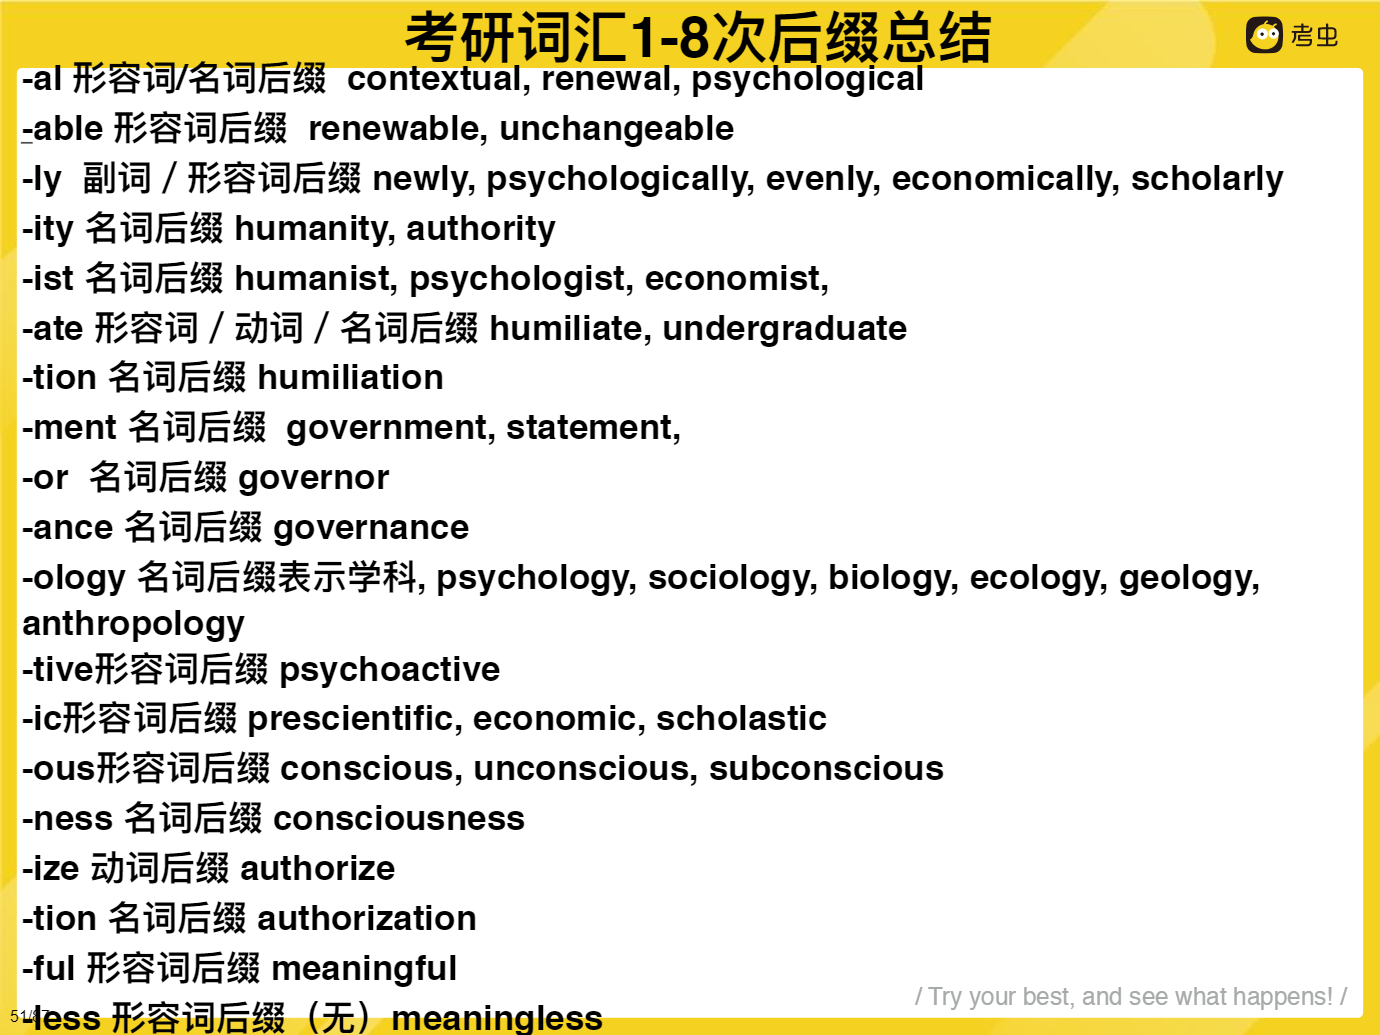 考研词汇1-8次后缀总结
考虫
-al 形容词/名词后缀  contextual, renewal, psychological
-able 形容词后缀  renewable, unchangeable
-ly  副词 / 形容词后缀 newly, psychologically, evenly, economically, scholarly
-ity 名词后缀 humanity, authority
-ist 名词后缀 humanist, psychologist, economist,
-ate 形容词 / 动词 / 名词后缀 humiliate, undergraduate
-tion 名词后缀 humiliation
-ment 名词后缀  government, statement,
-or  名词后缀 governor
-ance 名词后缀 governance
-ology 名词后缀表示学科, psychology, sociology, biology, ecology, geology,
anthropology
-tive形容词后缀 psychoactive
-ic形容词后缀 prescientific, economic, scholastic
-ous形容词后缀 conscious, unconscious, subconscious
-ness 名词后缀 consciousness
-ize 动词后缀 authorize
-tion 名词后缀 authorization
-ful 形容词后缀 meaningful
/ Try your best, and see what happens! /
-less 形容词后缀（无）meaningless
51/87